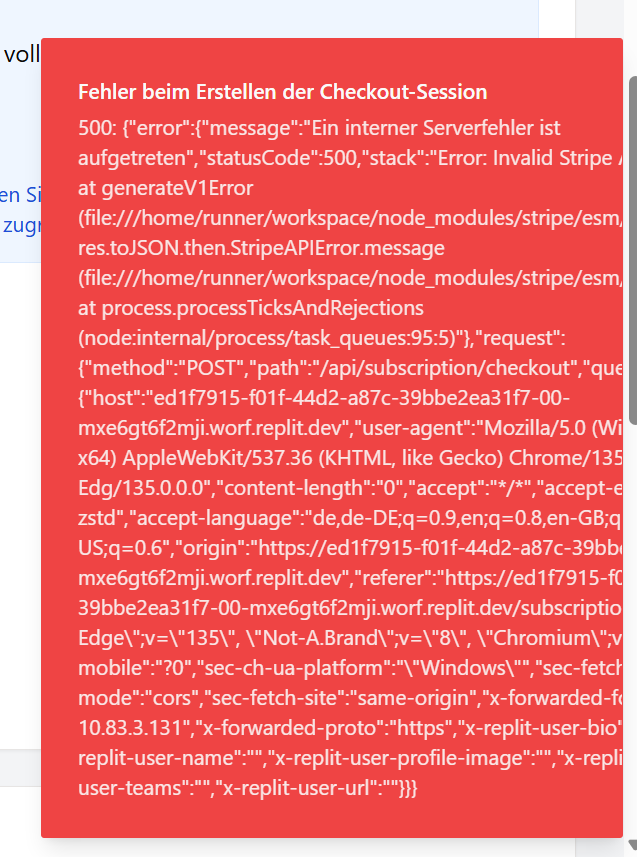 voll
en Si
zugr
Fehler beim Erstellen der Checkout-Session
500: {"error":{"message":"Ein interner Serverfehler ist
aufgetreten","statusCode":500,"stack":"Error: Invalid Stripe
at generateV1Error
(file:///home/runner/workspace/node_modules/stripe/esm/
res.toJSON.then.StripeAPIError.message
(file:///home/runner/workspace/node_modules/stripe/esm/
at process.processTicksAndRejections
(node:internal/process/task_queues:95:5)"},"request":
{"method":"POST","path":"/api/subscription/checkout","que
{"host":"ed1f7915-f01f-44d2-a87c-39bbe2ea31f7-00-
mxe6gt6f2mji.worf.replit.dev","user-agent":"Mozilla/5.0 (Wi
x64) AppleWebKit/537.36 (KHTML, like Gecko) Chrome/135
Edg/135.0.0.0","content-length":"0","accept":"*/*","accept-e
zstd","accept-language":"de,de-DE;q=0.9,en;q=0.8,en-GB;q
US;q=0.6","origin":"https://ed1f7915-f01f-44d2-a87c-39bbe
mxe6gt6f2mji.worf.replit.dev","referer":"https://ed1f7915-f0
39bbe2ea31f7-00-mxe6gt6f2mji.worf.replit.dev/subscriptio
Edge\";v=\"135\", \"Not-A.Brand\";v=\"8\", \"Chromium\";v
mobile":"?0","sec-ch-ua-platform":"\"Windows\"","sec-fetch
mode":"cors","sec-fetch-site":"same-origin","x-forwarded-fo
10.83.3.131","x-forwarded-proto":"https","x-replit-user-bio"
replit-user-name":"","x-replit-user-profile-image":"","x-repli
user-teams":"","x-replit-user-url":""}}}